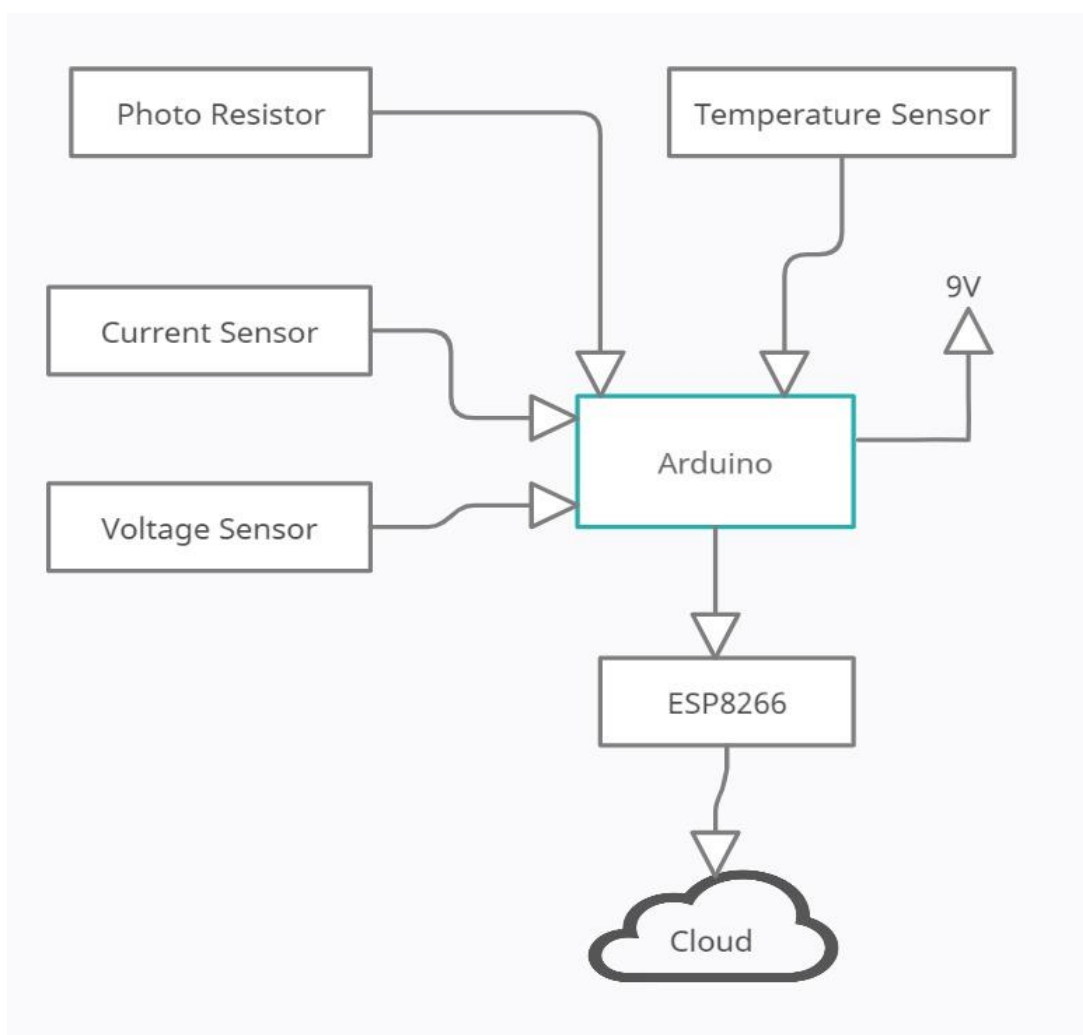 Photo Resistor
Temperature Sensor
9V
Current Sensor
Arduino
Voltage Sensor
ESP8266
Cloud